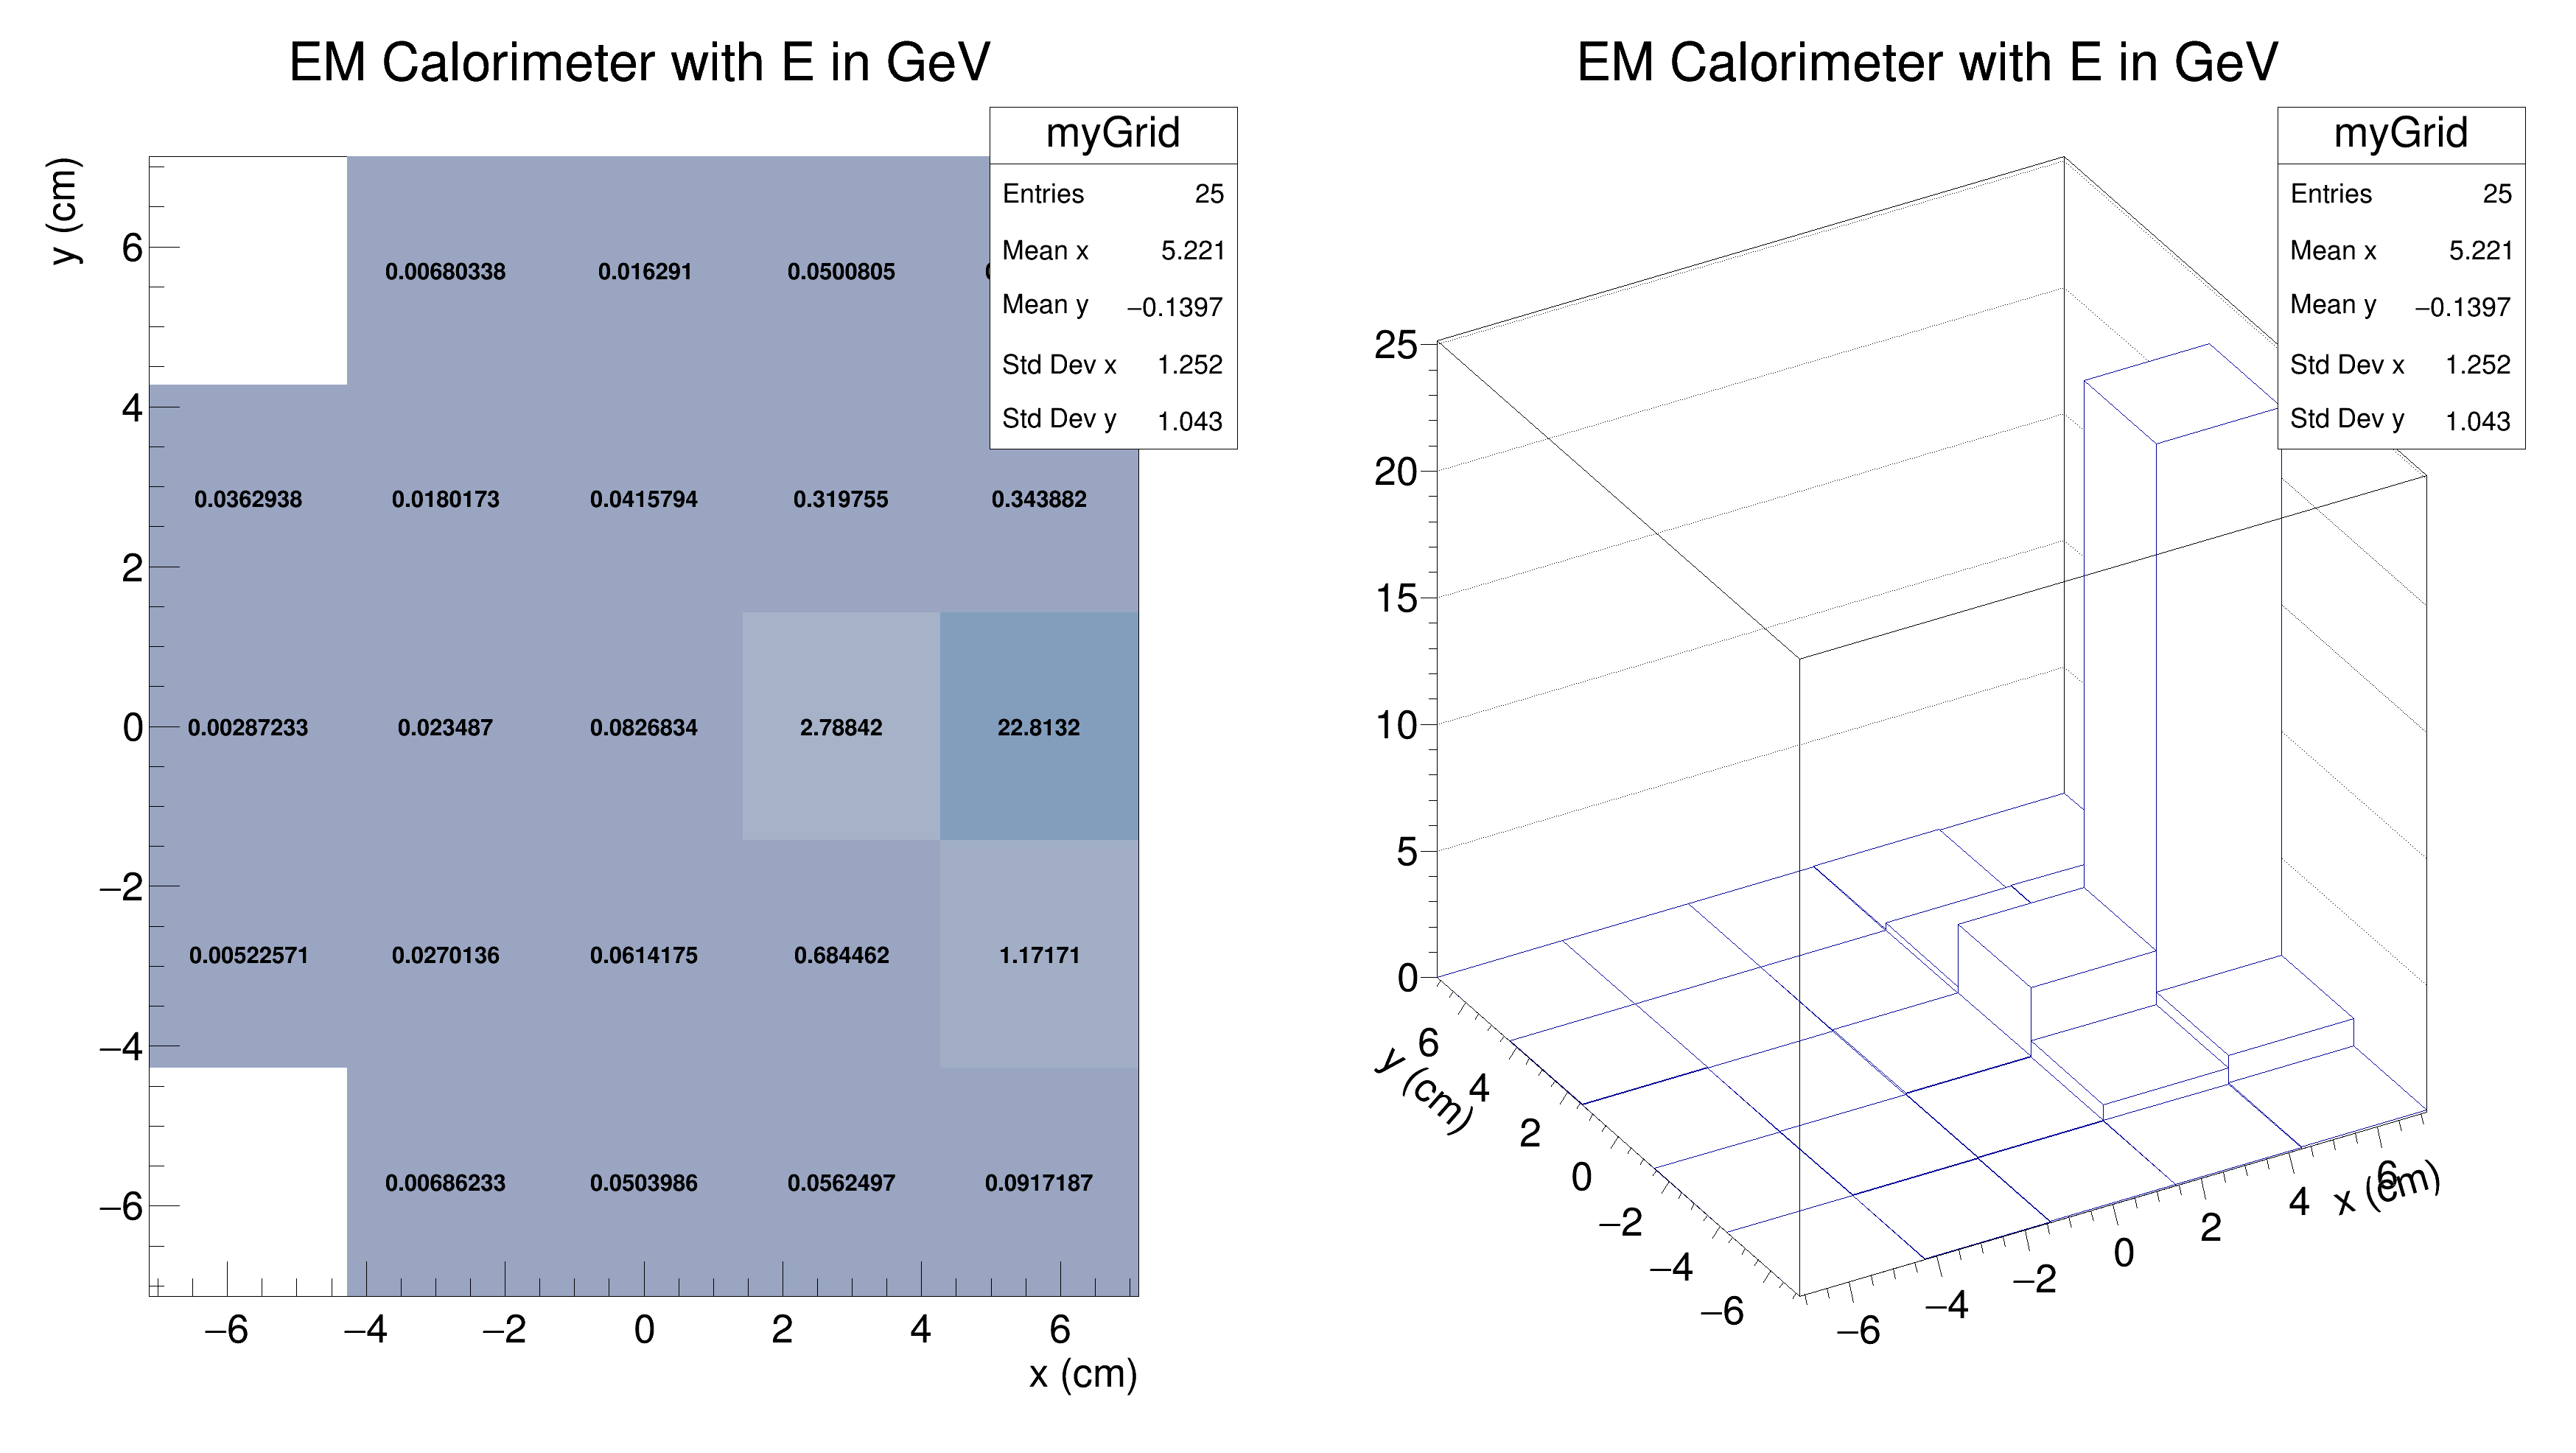 EM Calorimeter with E in GeV
myGrid
Entries 25
Mean x 5.221
Mean y −0.1397
Std Dev x 1.252
Std Dev y 1.043
y (cm)
6
4
2
0
−2
−4
−6
0.00680338 0.016291 0.0500805
0.0362938 0.0180173 0.0415794 0.319755 0.343882
0.00287233 0.023487 0.0826834 2.78842 22.8132
0.00522571 0.0270136 0.0614175 0.684462 1.17171
0.00686233 0.0503986 0.0562497 0.0917187
−6 −4 −2 0 2 4 6
x (cm)
EM Calorimeter with E in GeV
myGrid
Entries 25
Mean x 5.221
Mean y −0.1397
Std Dev x 1.252
Std Dev y 1.043
25
20
15
10
5
0
6
4
2
0
−2
−4
−6
y (cm)
−6 −4 −2 0 2 4 6
x (cm)